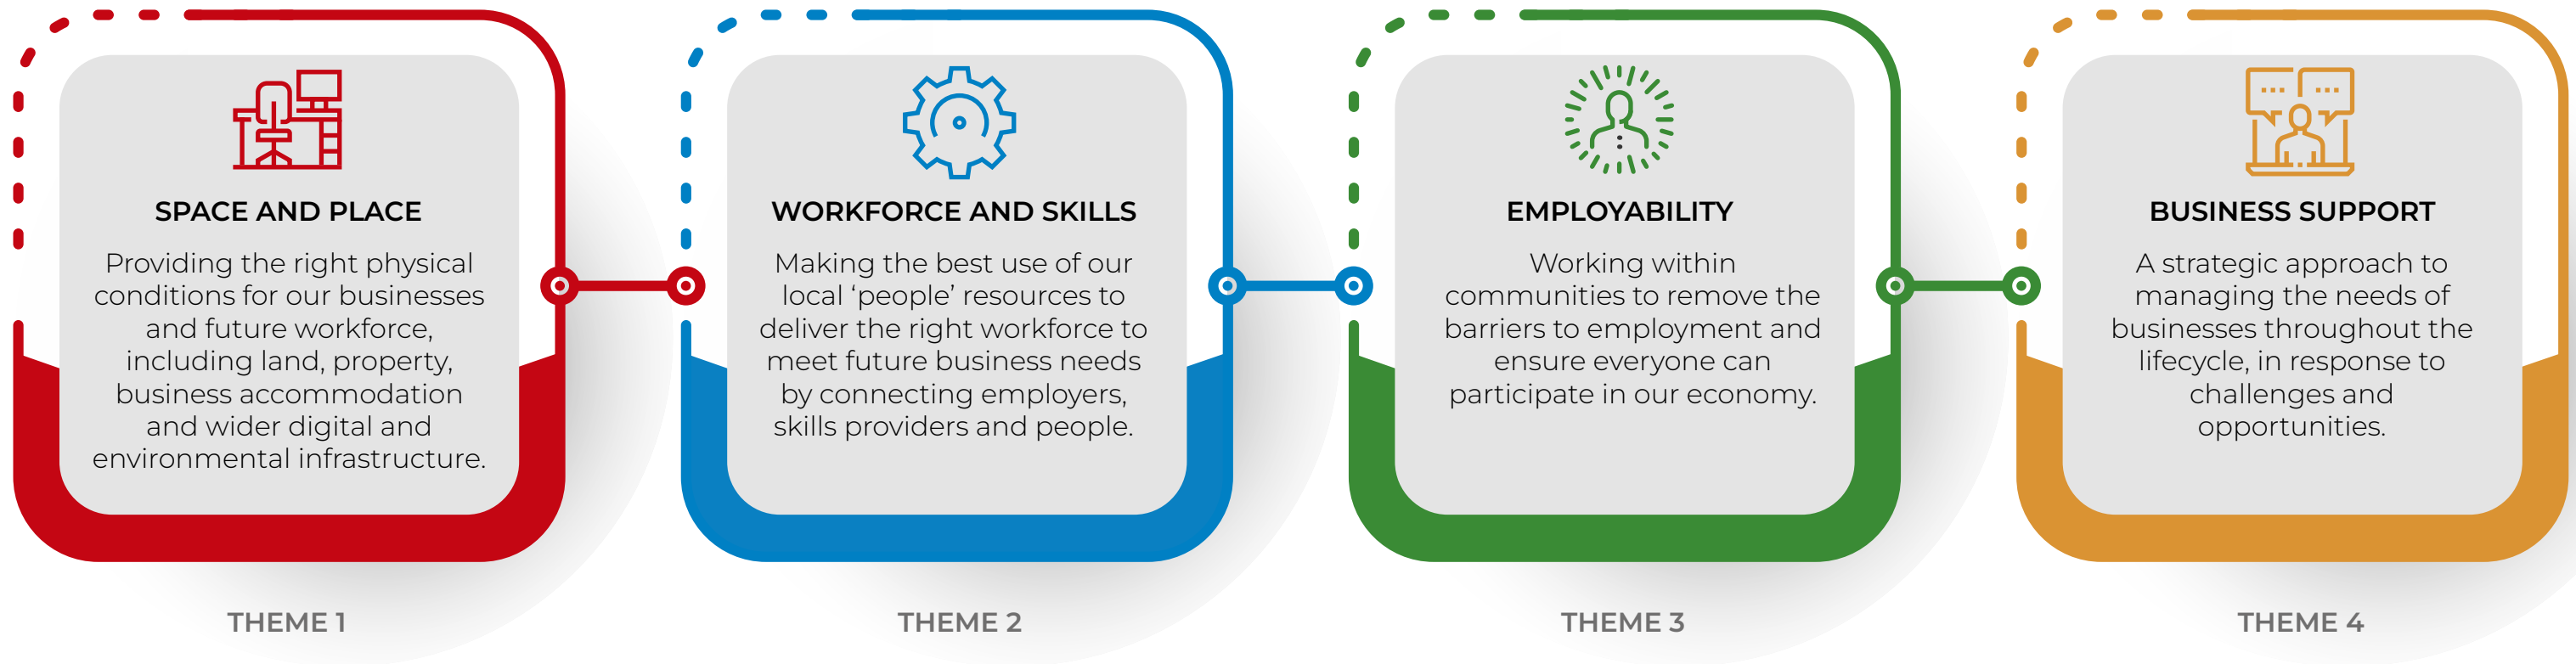 SPACE AND PLACE
Providing the right physical
conditions for our businesses
and future workforce,
including land, property,
business accommodation
and wider digital and
environmental infrastructure.
THEME 1
WORKFORCE AND SKILLS
Making the best use of our
local ‘people’ resources to
deliver the right workforce to
meet future business needs
by connecting employers,
skills providers and people.
THEME 2
EMPLOYABILITY
Working within
communities to remove the
barriers to employment and
ensure everyone can
participate in our economy.
THEME 3
BUSINESS SUPPORT
A strategic approach to
managing the needs of
businesses throughout the
lifecycle, in response to
challenges and
opportunities.
THEME 4